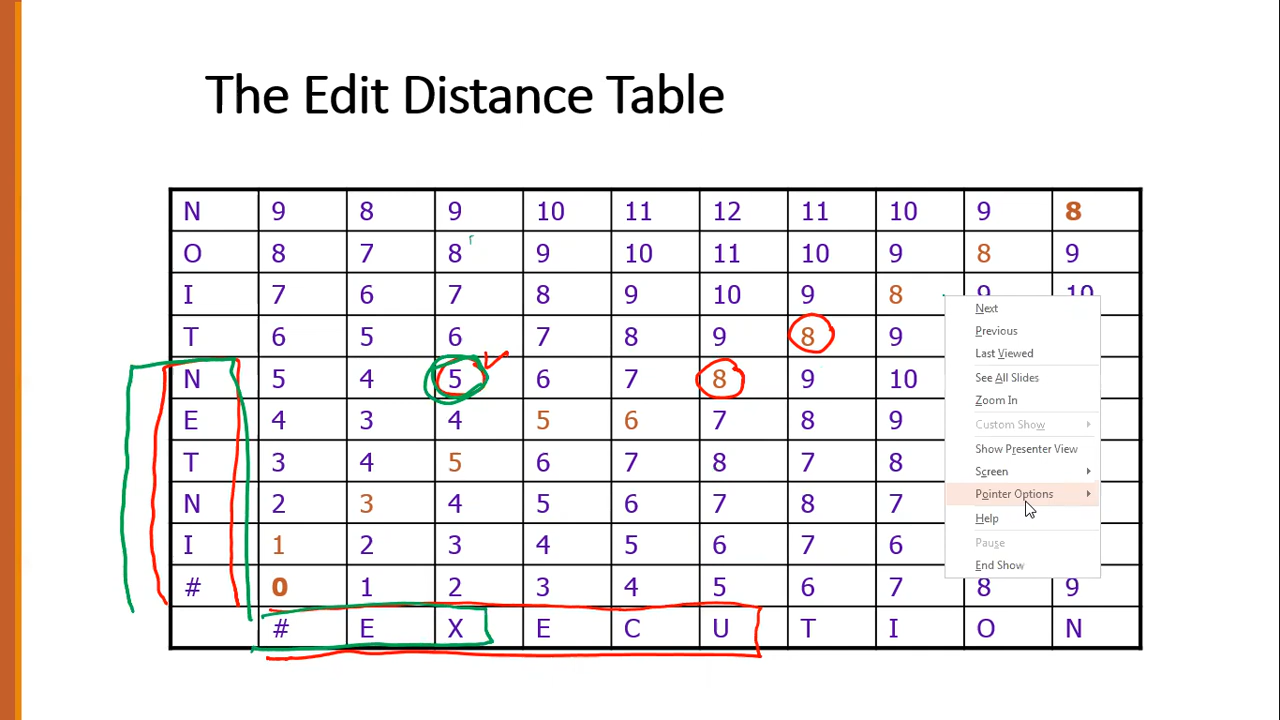 The Edit Distance Table
N 9 8 9 10 11 12 11 10 9 8
O 8 7 8 9 10 11 10 9 8 9
I 7 6 7 8 9 10 9 8 9 10
T 6 5 6 7 8 9 8 9
N 5 4 5 6 7 8 9 10
E 4 3 4 5 6 7 8 9
T 3 4 5 6 7 8 7 8
N 2 3 4 5 6 7 8 7
I 1 2 3 4 5 6 7 6
# 0 1 2 3 4 5 6 7 8 9
# E X E C U T I O N
Next
Previous
Last Viewed
See All Slides
Zoom In
Custom Show
Show Presenter View
Screen
Pointer Options
Help
Pause
End Show